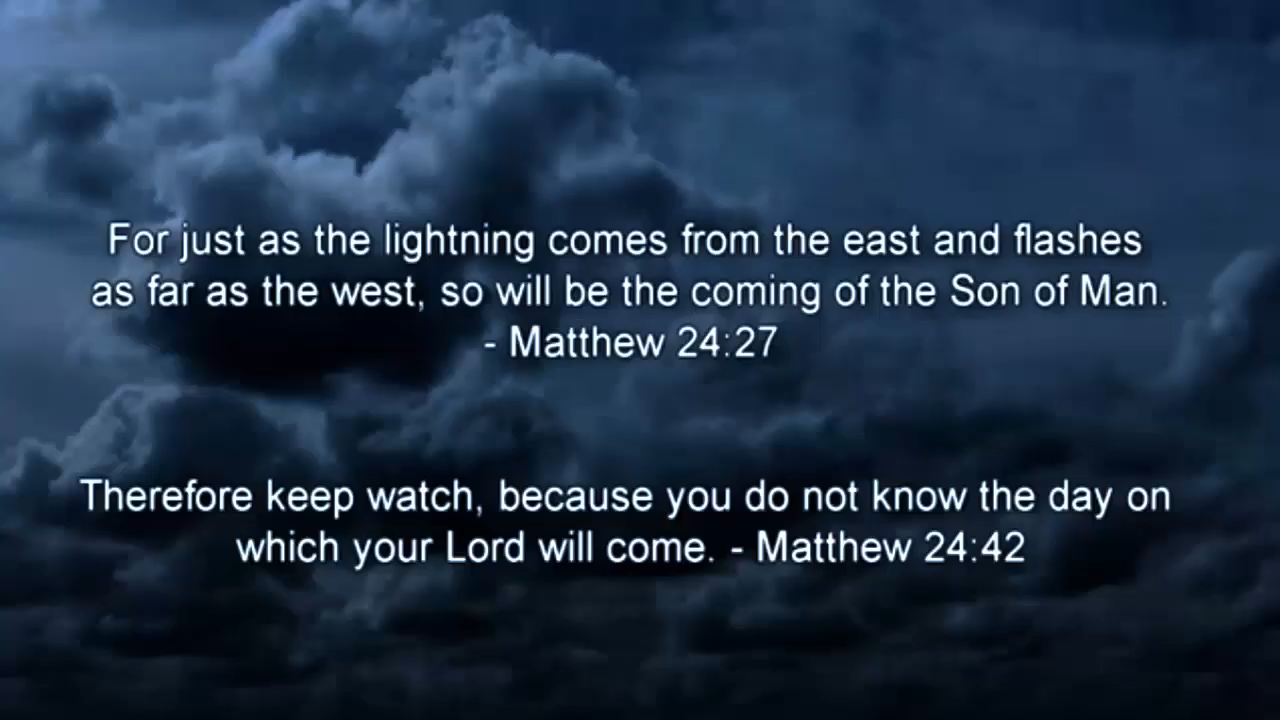 For just as the lightning comes from the east and flashes
as far as the west, so will be the coming of the Son of Man.
- Matthew 24:27
Therefore keep watch, because you do not know the day on
which your Lord will come. - Matthew 24:42